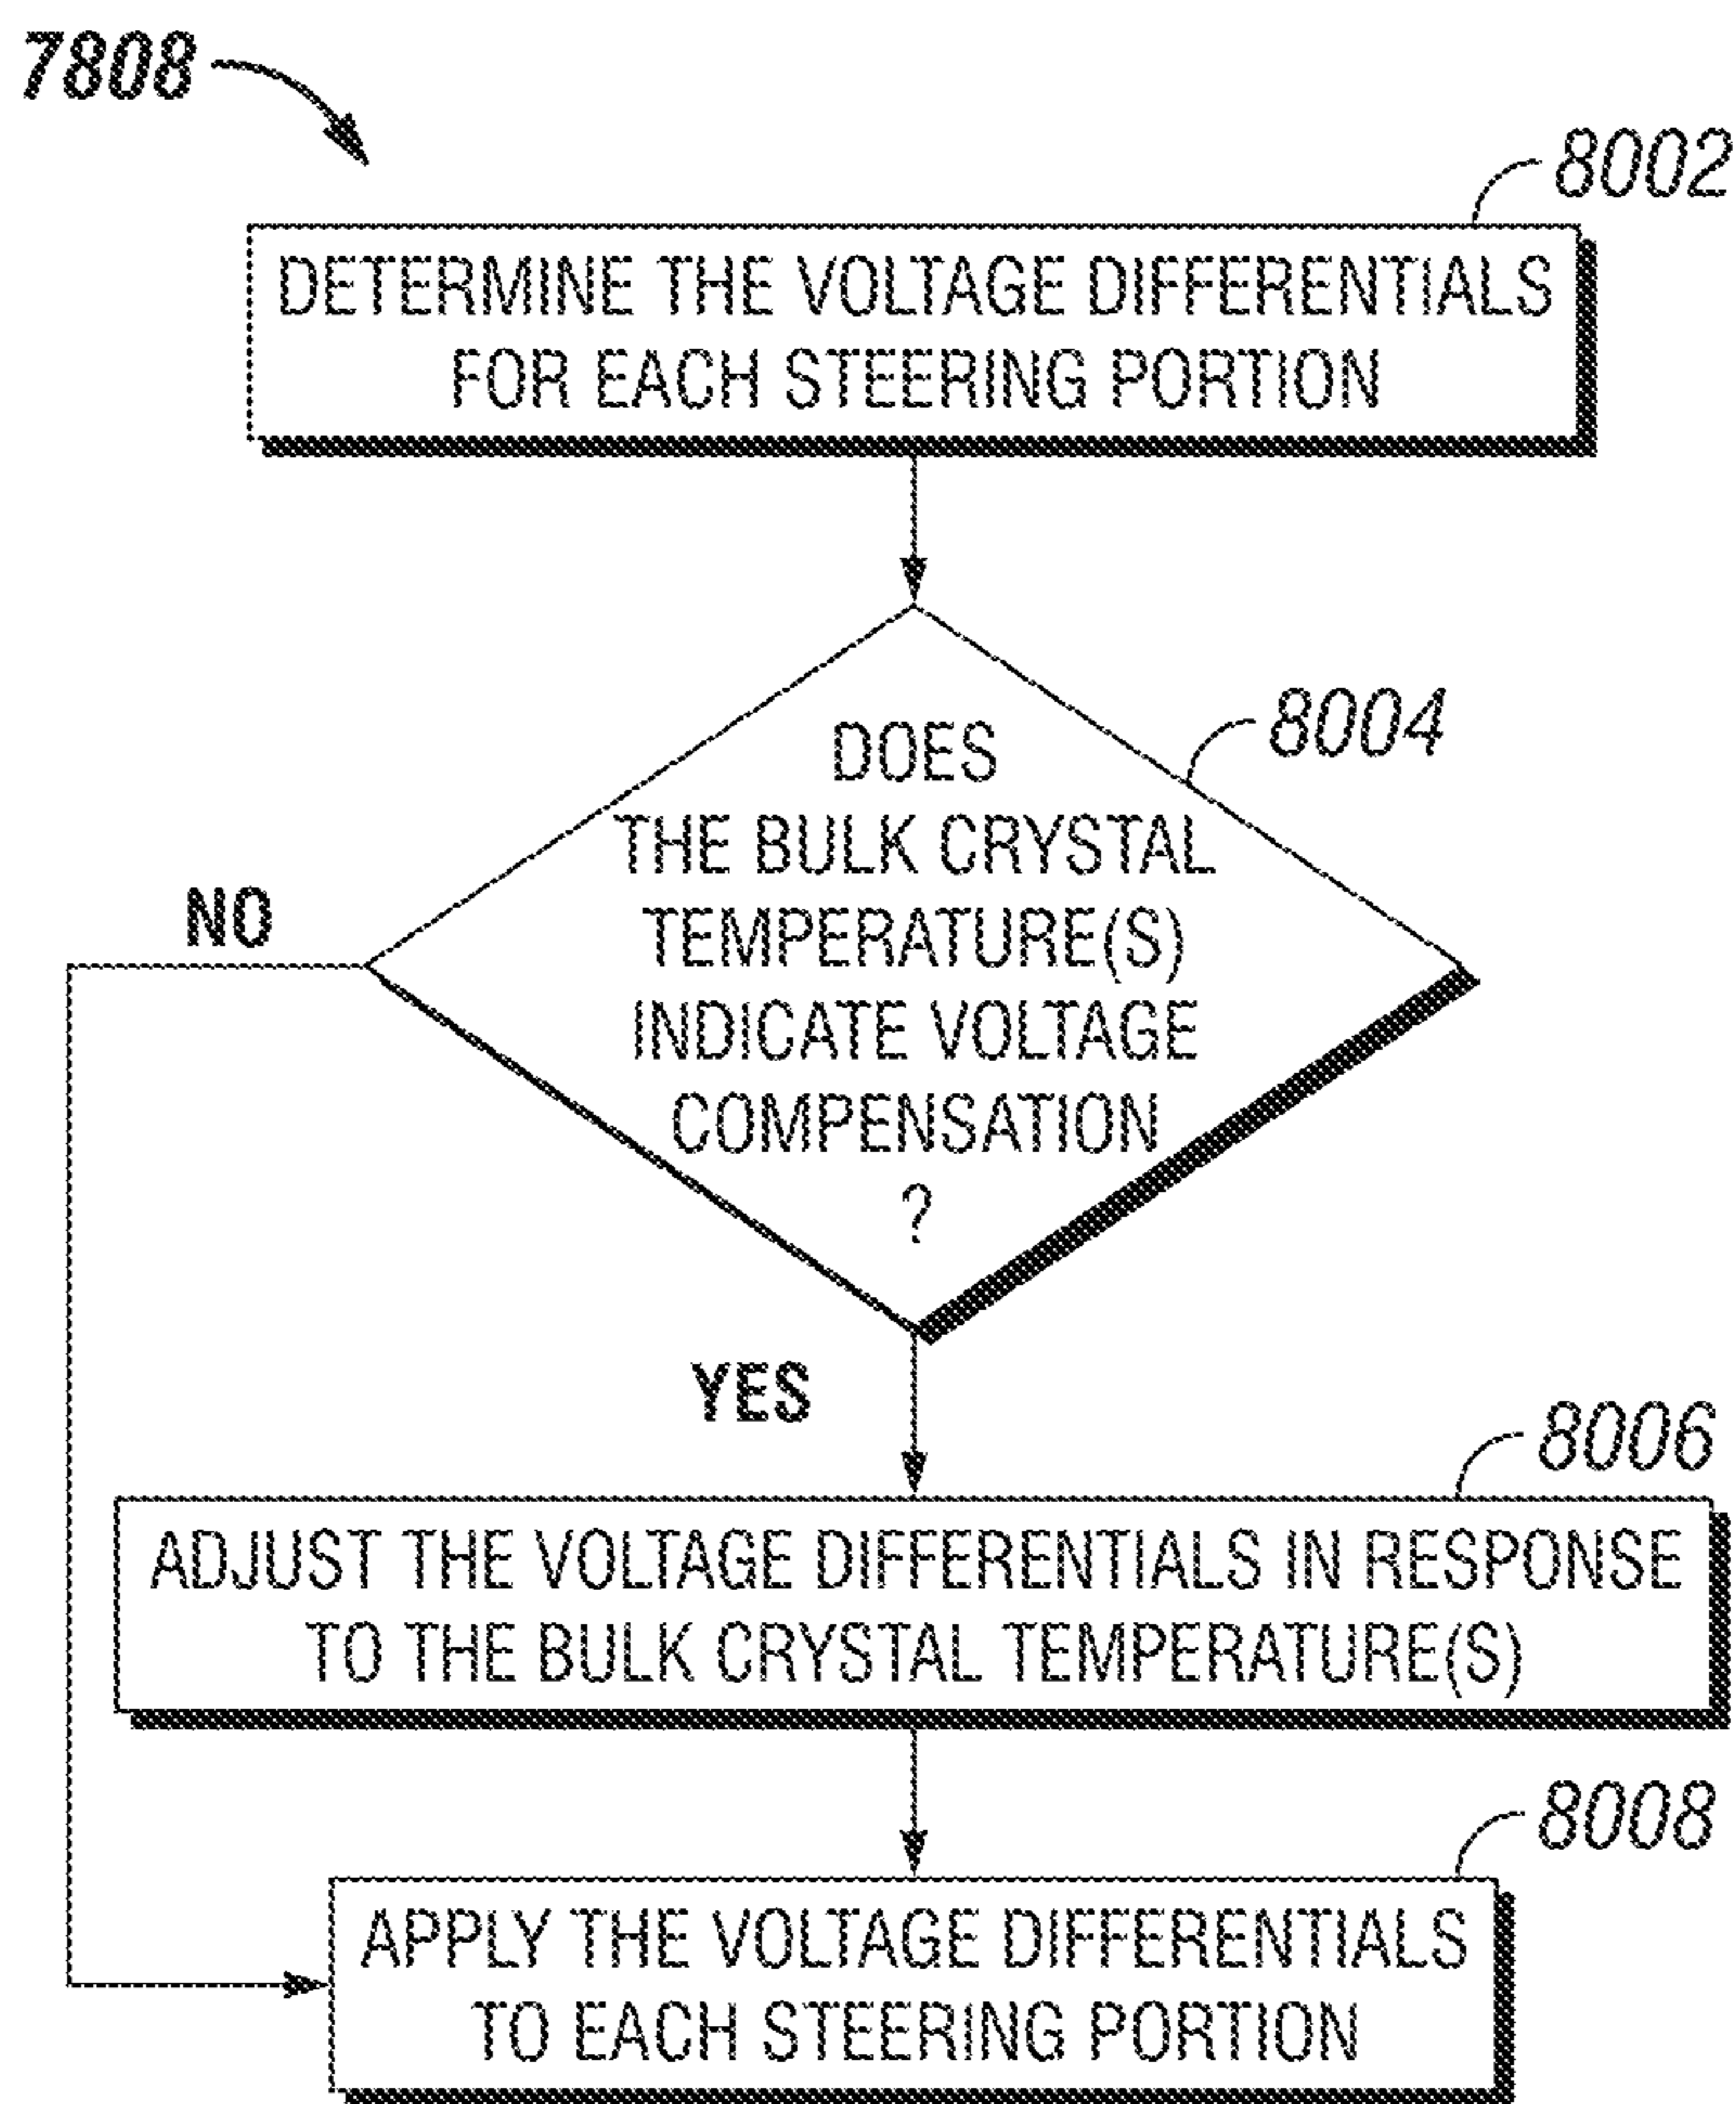 7808
8002
DETERMINE THE VOLTAGE DIFFERENTIALS
FOR EACH STEERING PORTION
8004
DOES
THE BULK CRYSTAL
TEMPERATURE(S)
INDICATE VOLTAGE
COMPENSATION
?
NO
YES
8006
ADJUST THE VOLTAGE DIFFERENTIALS IN RESPONSE
TO THE BULK CRYSTAL TEMPERATURE(S)
8008
APPLY THE VOLTAGE DIFFERENTIALS
TO EACH STEERING PORTION